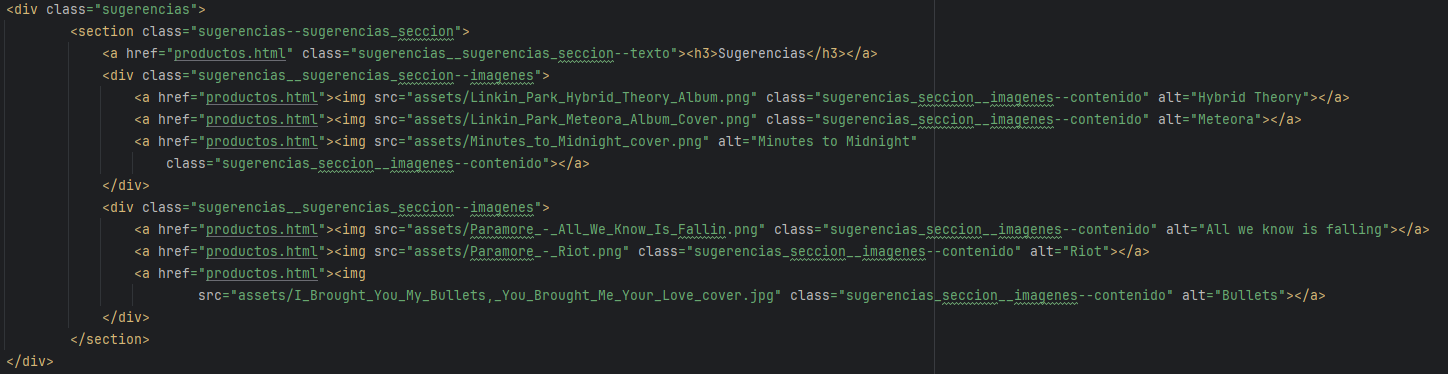 <div class="sugerencias">
<section class="sugerencias--sugerencias_seccion">
<a href="productos.html" class="sugerencias__sugerencias_seccion--texto"><h3>Sugerencias</h3></a>
<div class="sugerencias__sugerencias_seccion--imagenes">
<a href="productos.html"><img src="assets/Linkin_Park_Hybrid_Theory_Album.png" class="sugerencias_seccion__imagenes--contenido" alt="Hybrid Theory"></a>
<a href="productos.html"><img src="assets/Linkin_Park_Meteora_Album_Cover.png" class="sugerencias_seccion__imagenes--contenido" alt="Meteora"></a>
<a href="productos.html"><img src="assets/Minutes_to_Midnight_cover.png" alt="Minutes to Midnight"
class="sugerencias_seccion__imagenes--contenido"></a>
</div>
<div class="sugerencias__sugerencias_seccion--imagenes">
<a href="productos.html"><img src="assets/Paramore_-_All_We_Know_Is_Fallin.png" class="sugerencias_seccion__imagenes--contenido" alt="All we know is falling"></a>
<a href="productos.html"><img src="assets/Paramore_-_Riot.png" class="sugerencias_seccion__imagenes--contenido" alt="Riot"></a>
<a href="productos.html"><img
src="assets/I_Brought_You_My_Bullets,_You_Brought_Me_Your_Love_cover.jpg" class="sugerencias_seccion__imagenes--contenido" alt="Bullets"></a>
</div>
</section>
</div>